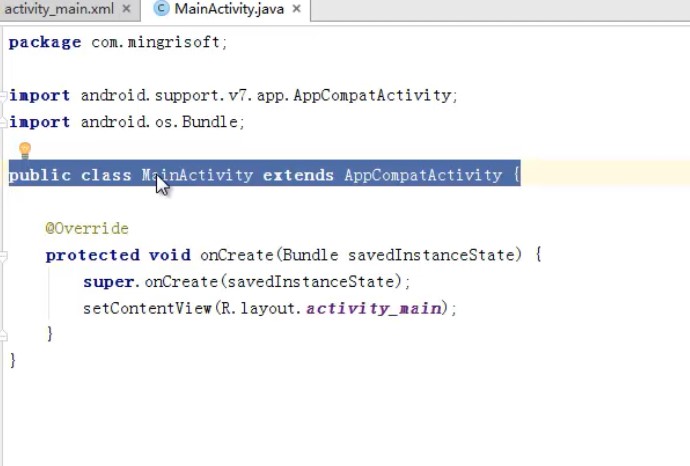 activity_main.xml × MainActivity.java ×
package com.mingrisoft;
import android.support.v7.app.AppCompatActivity;
import android.os.Bundle;
public class MainActivity extends AppCompatActivity {
@Override
protected void onCreate(Bundle savedInstanceState) {
super.onCreate(savedInstanceState);
setContentView(R.layout.activity_main);
}
}